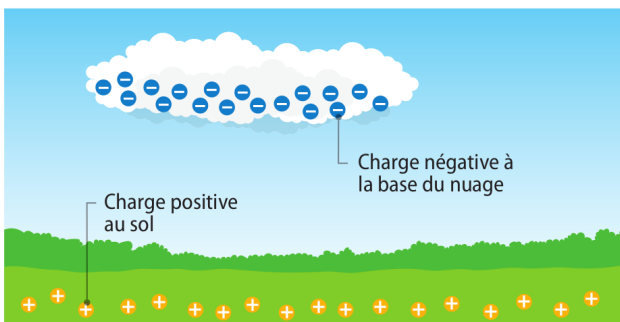 Charge négative à
la base du nuage
Charge positive
au sol